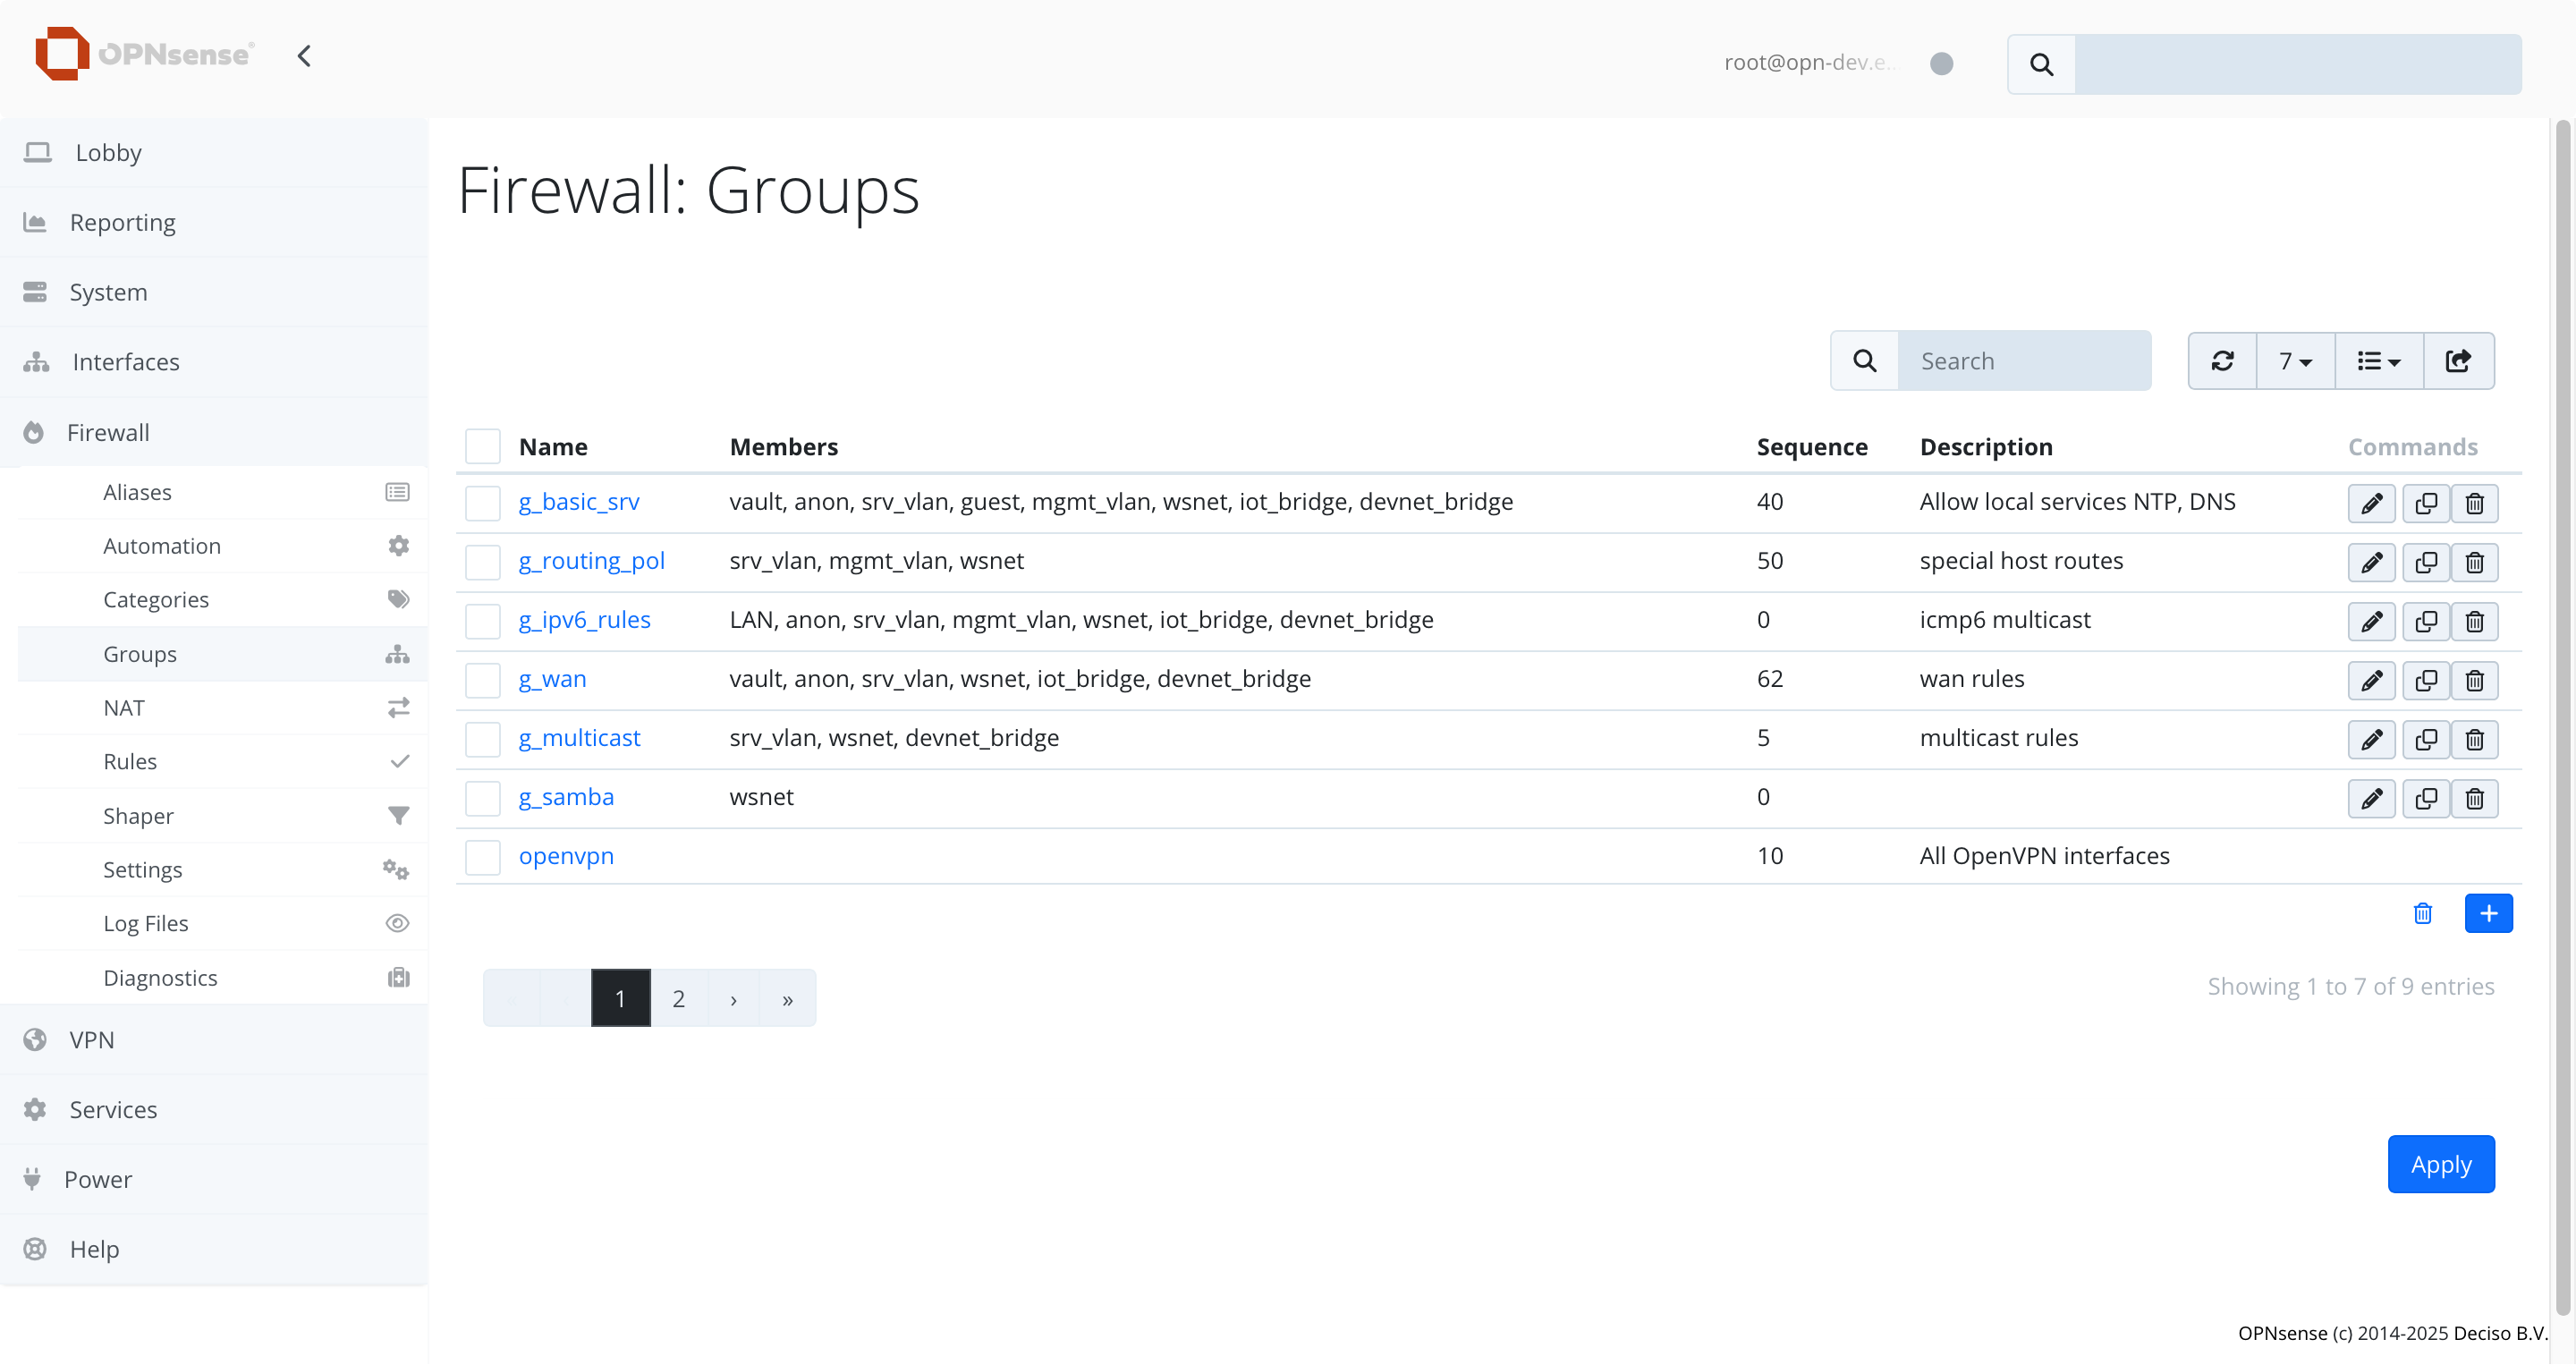 OPNsense®
root@opn-dev.e...
Lobby
Reporting
System
Interfaces
Firewall
Aliases
Automation
Categories
Groups
NAT
Rules
Shaper
Settings
Log Files
Diagnostics
VPN
Services
Power
Help
Firewall: Groups
Search
7
Name Members Sequence Description Commands
g_basic_srv vault, anon, srv_vlan, guest, mgmt_vlan, wsnet, iot_bridge, devnet_bridge 40 Allow local services NTP, DNS
g_routing_pol srv_vlan, mgmt_vlan, wsnet 50 special host routes
g_ipv6_rules LAN, anon, srv_vlan, mgmt_vlan, wsnet, iot_bridge, devnet_bridge 0 icmp6 multicast
g_wan vault, anon, srv_vlan, wsnet, iot_bridge, devnet_bridge 62 wan rules
g_multicast srv_vlan, wsnet, devnet_bridge 5 multicast rules
g_samba wsnet 0
openvpn 10 All OpenVPN interfaces
« ‹ 1 2 › »
Showing 1 to 7 of 9 entries
Apply
OPNsense (c) 2014-2025 Deciso B.V.